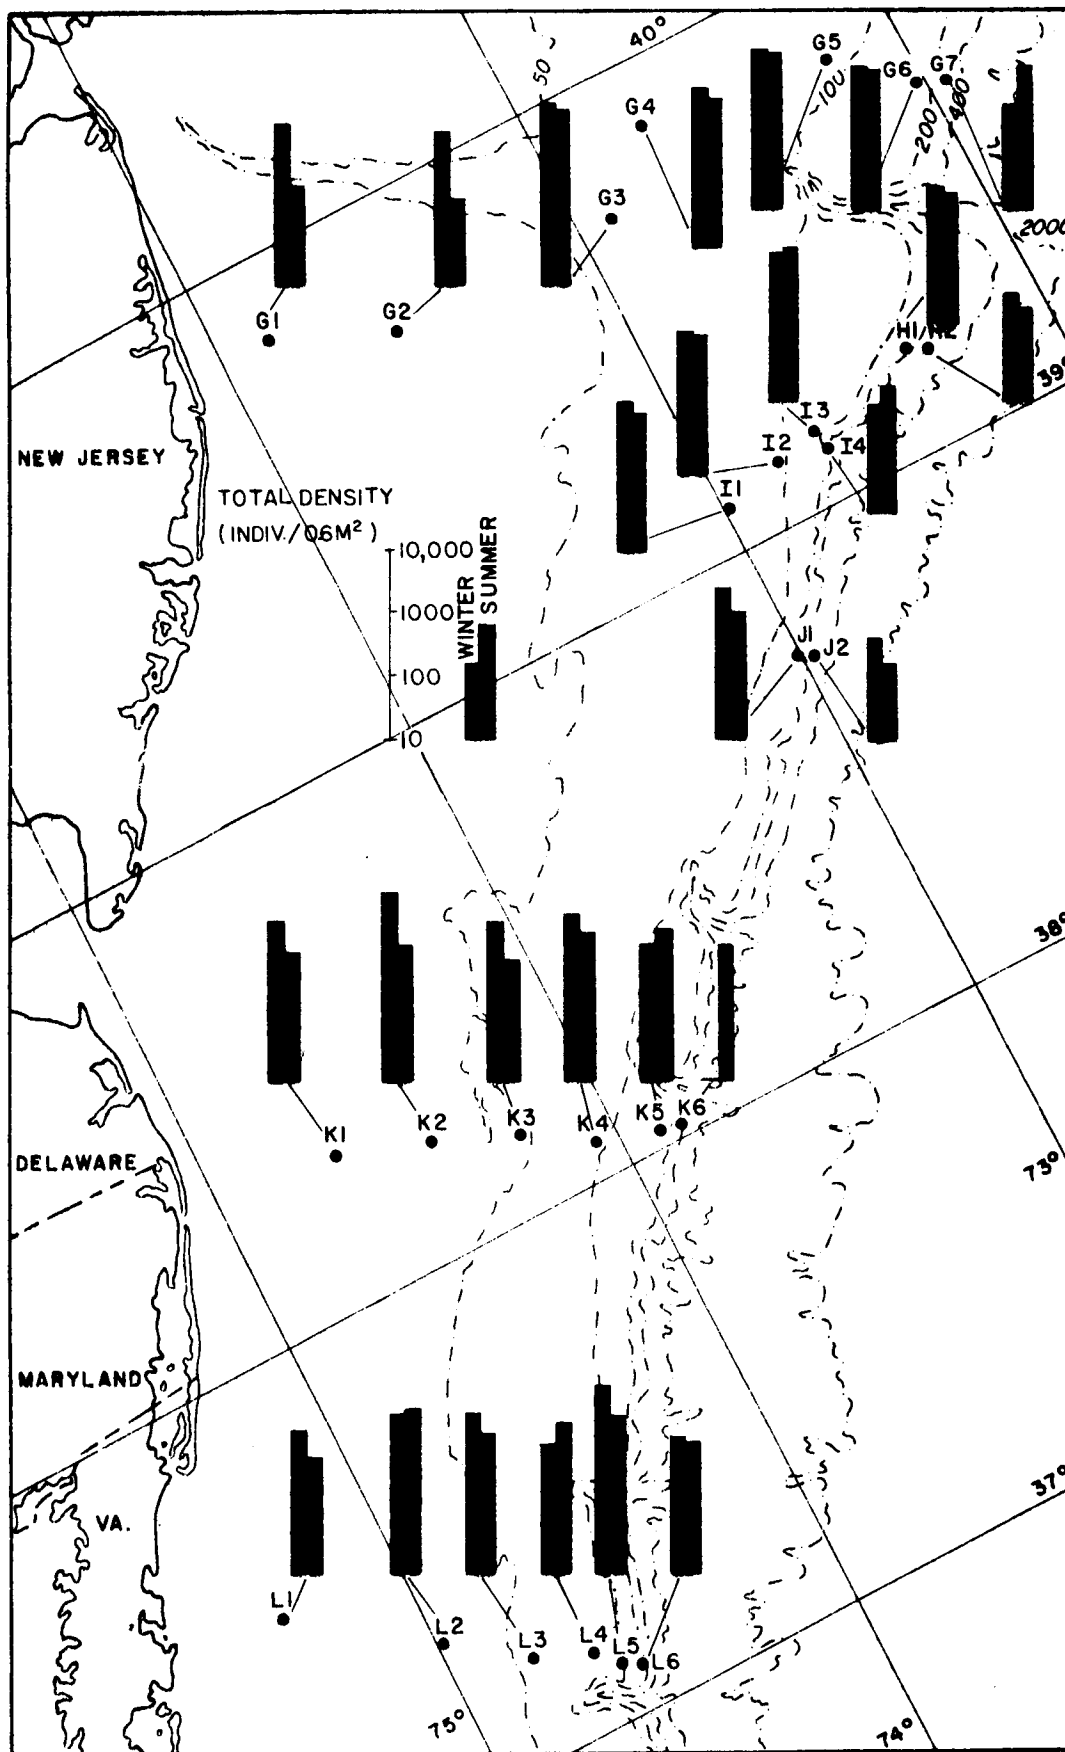 40°
50
G5
100
G6
G7
200
400
G4
G3
2000
G1
G2
H1
H2
39°
I3
I4
I2
I1
NEW JERSEY
TOTAL DENSITY
(INDIV./0.6M²)
10,000
1000
100
10
WINTER
SUMMER
J1
J2
38°
K1
K2
K3
K4
K5
K6
DELAWARE
73°
MARYLAND
37°
VA.
L1
L2
L3
L4
L5
L6
75°
74°